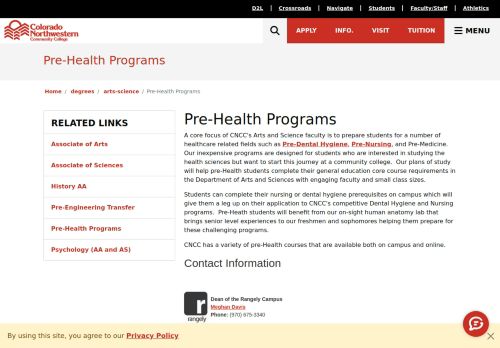 D2L | Crossroads | Navigate | Students | Faculty/Staff | Athletics
Colorado
Northwestern
Community College
APPLY INFO. VISIT TUITION MENU
Pre-Health Programs
Home / degrees / arts-science / Pre-Health Programs
RELATED LINKS
Associate of Arts
Associate of Sciences
History AA
Pre-Engineering Transfer
Pre-Health Programs
Psychology (AA and AS)
Pre-Health Programs
A core focus of CNCC's Arts and Science faculty is to prepare students for a number of
healthcare related fields such as Pre-Dental Hygiene, Pre-Nursing, and Pre-Medicine.
Our inexpensive programs are designed for students who are interested in studying the
health sciences but want to start this journey at a community college. Our plans of study
will help pre-Health students complete their general education core course requirements in
the Department of Arts and Sciences with engaging faculty and small class sizes.
Students can complete their nursing or dental hygiene prerequisites on campus which will
give them a leg up on their application to CNCC's competitive Dental Hygiene and Nursing
programs. Pre-Heath students will benefit from our on-sight human anatomy lab that
brings senior level experiences to our freshmen and sophomores helping them prepare for
these challenging programs.
CNCC has a variety of pre-Health courses that are available both on campus and online.
Contact Information
r
rangely
Dean of the Rangely Campus
Meghan Davis
Phone: (970) 675-3340
By using this site, you agree to our Privacy Policy
x